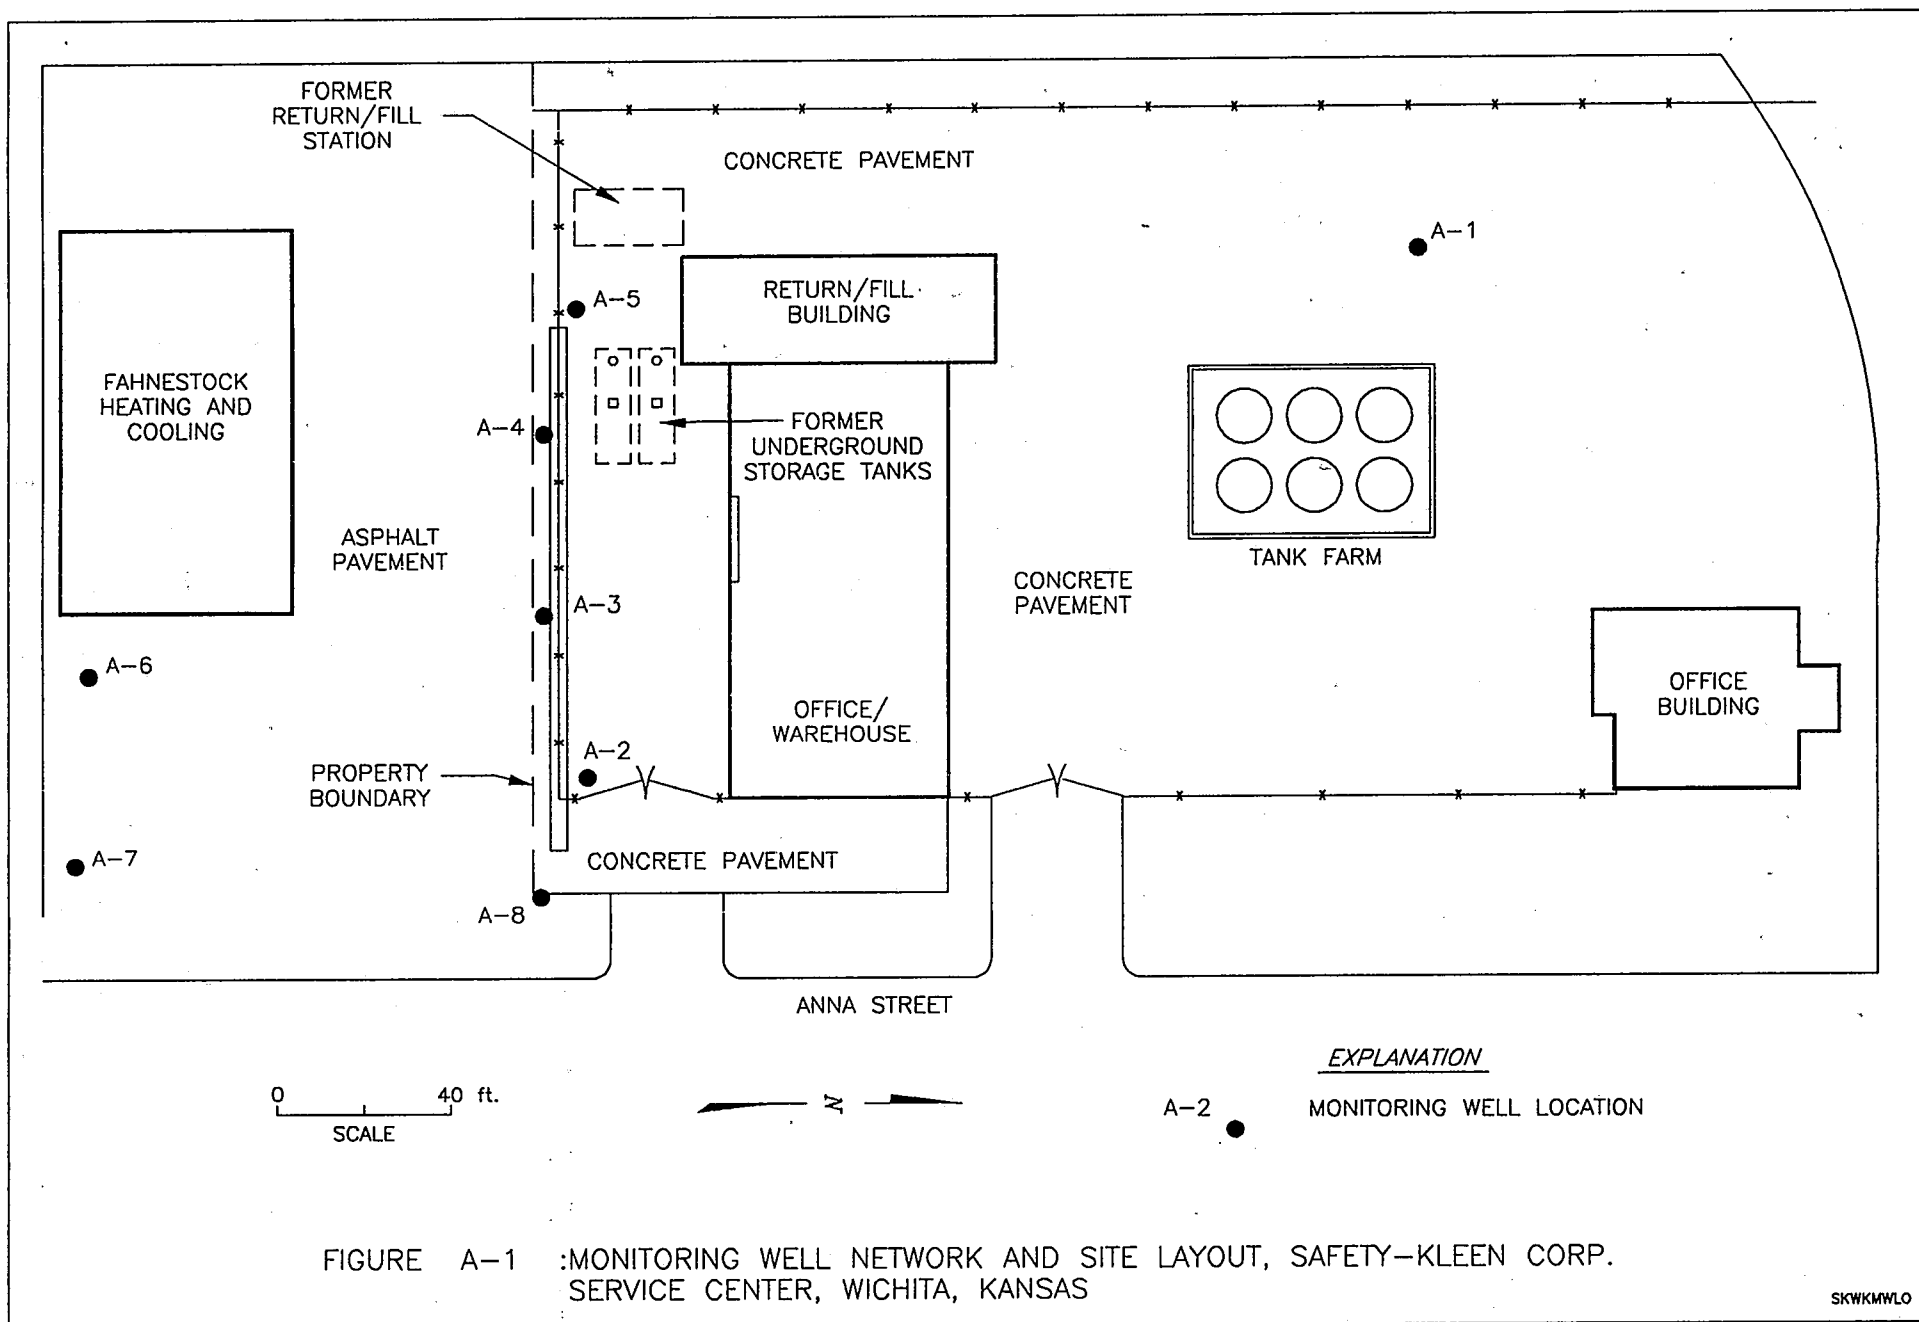 FORMER
RETURN/FILL
STATION
CONCRETE PAVEMENT
A-1
RETURN/FILL
BUILDING
A-5
FAHNESTOCK
HEATING AND
COOLING
A-4
FORMER
UNDERGROUND
STORAGE TANKS
ASPHALT
PAVEMENT
TANK FARM
CONCRETE
PAVEMENT
A-3
A-6
OFFICE
BUILDING
OFFICE/
WAREHOUSE
A-2
PROPERTY
BOUNDARY
A-7
CONCRETE PAVEMENT
A-8
ANNA STREET
EXPLANATION
0 40 ft.
SCALE
N
A-2 MONITORING WELL LOCATION
FIGURE A-1 :MONITORING WELL NETWORK AND SITE LAYOUT, SAFETY-KLEEN CORP.
SERVICE CENTER, WICHITA, KANSAS
SKWKMWLO